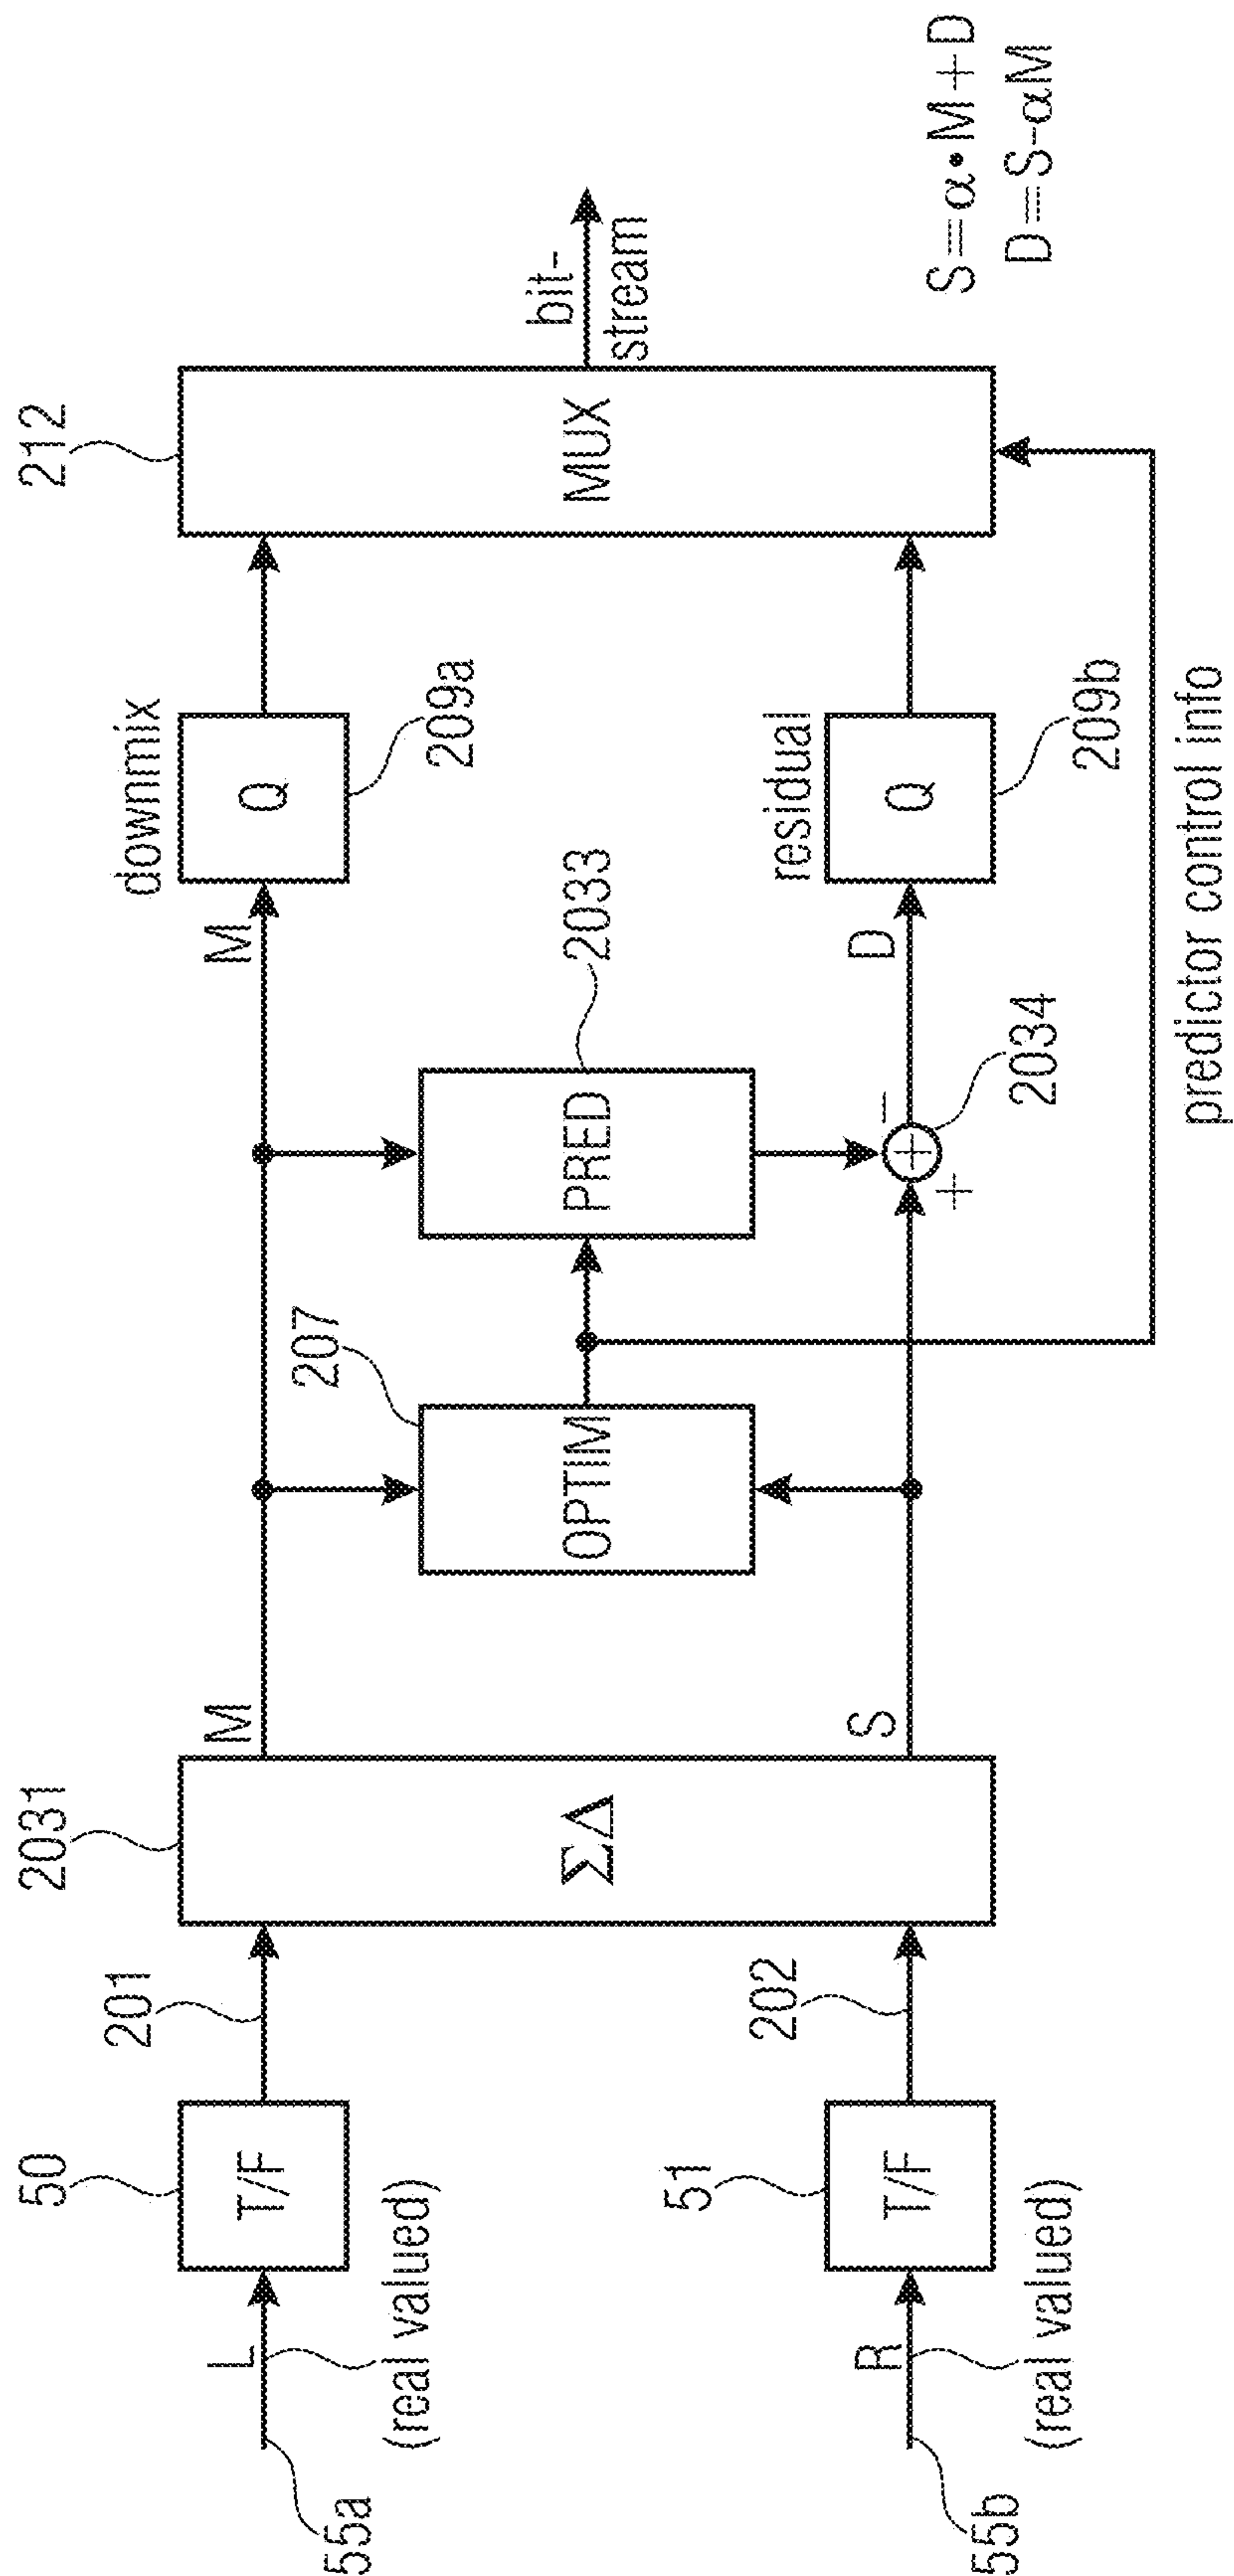 55a
L
(real valued)
50
T/F
201
55b
R
(real valued)
51
T/F
202
2031
ΣΔ
M
S
207
OPTIM
PRED
2033
+
−
+
2034
M
D
downmix
Q
209a
residual
Q
209b
predictor control info
212
MUX
bit-
stream
S=α•M+D
D=S-αM